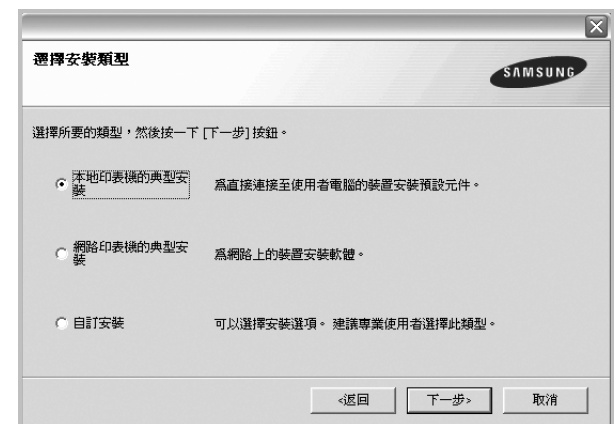 選擇安裝類型
SAMSUNG
選擇所要的類型，然後按一下 [下一步] 按鈕。
本地印表機的典型安
裝
爲直接連接至使用者電腦的裝置安裝預設元件。
網路印表機的典型安
裝
爲網路上的裝置安裝軟體。
自訂安裝
可以選擇安裝選項。 建議專業使用者選擇此類型。
<返回
下一步>
取消